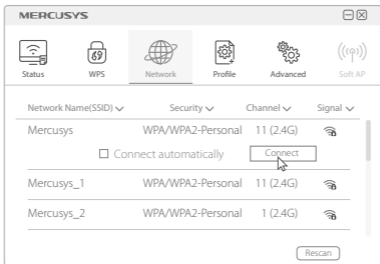 MERCUSYS
Status WPS Network Profile Advanced Soft AP
Network Name(SSID) Security Channel Signal
Mercusys WPA/WPA2-Personal 11 (2.4G)
Connect automatically Connect
Mercusys_1 WPA/WPA2-Personal 11 (2.4G)
Mercusys_2 WPA/WPA2-Personal 1 (2.4G)
Rescan